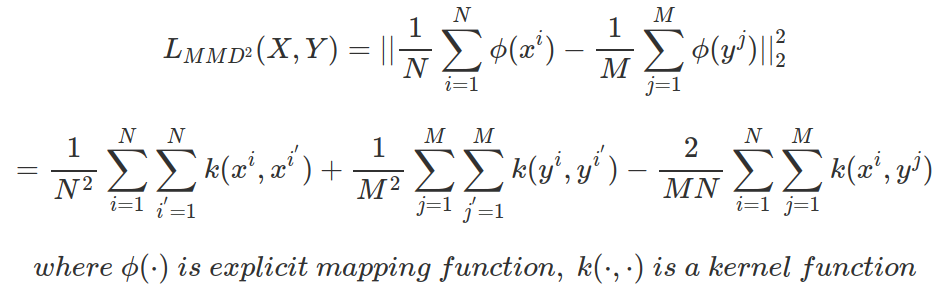 L_{MMD^2}(X, Y) = ||\frac{1}{N} \sum_{i=1}^{N} \phi(x^i) - \frac{1}{M} \sum_{j=1}^{M} \phi(y^j)||_2^2
= \frac{1}{N^2} \sum_{i=1}^{N} \sum_{i'=1}^{N} k(x^i, x^{i'}) + \frac{1}{M^2} \sum_{j=1}^{M} \sum_{j'=1}^{M} k(y^i, y^{i'}) - \frac{2}{MN} \sum_{i=1}^{N} \sum_{j=1}^{M} k(x^i, y^j)
where \phi(\cdot) is explicit mapping function, k(\cdot, \cdot) is a kernel function